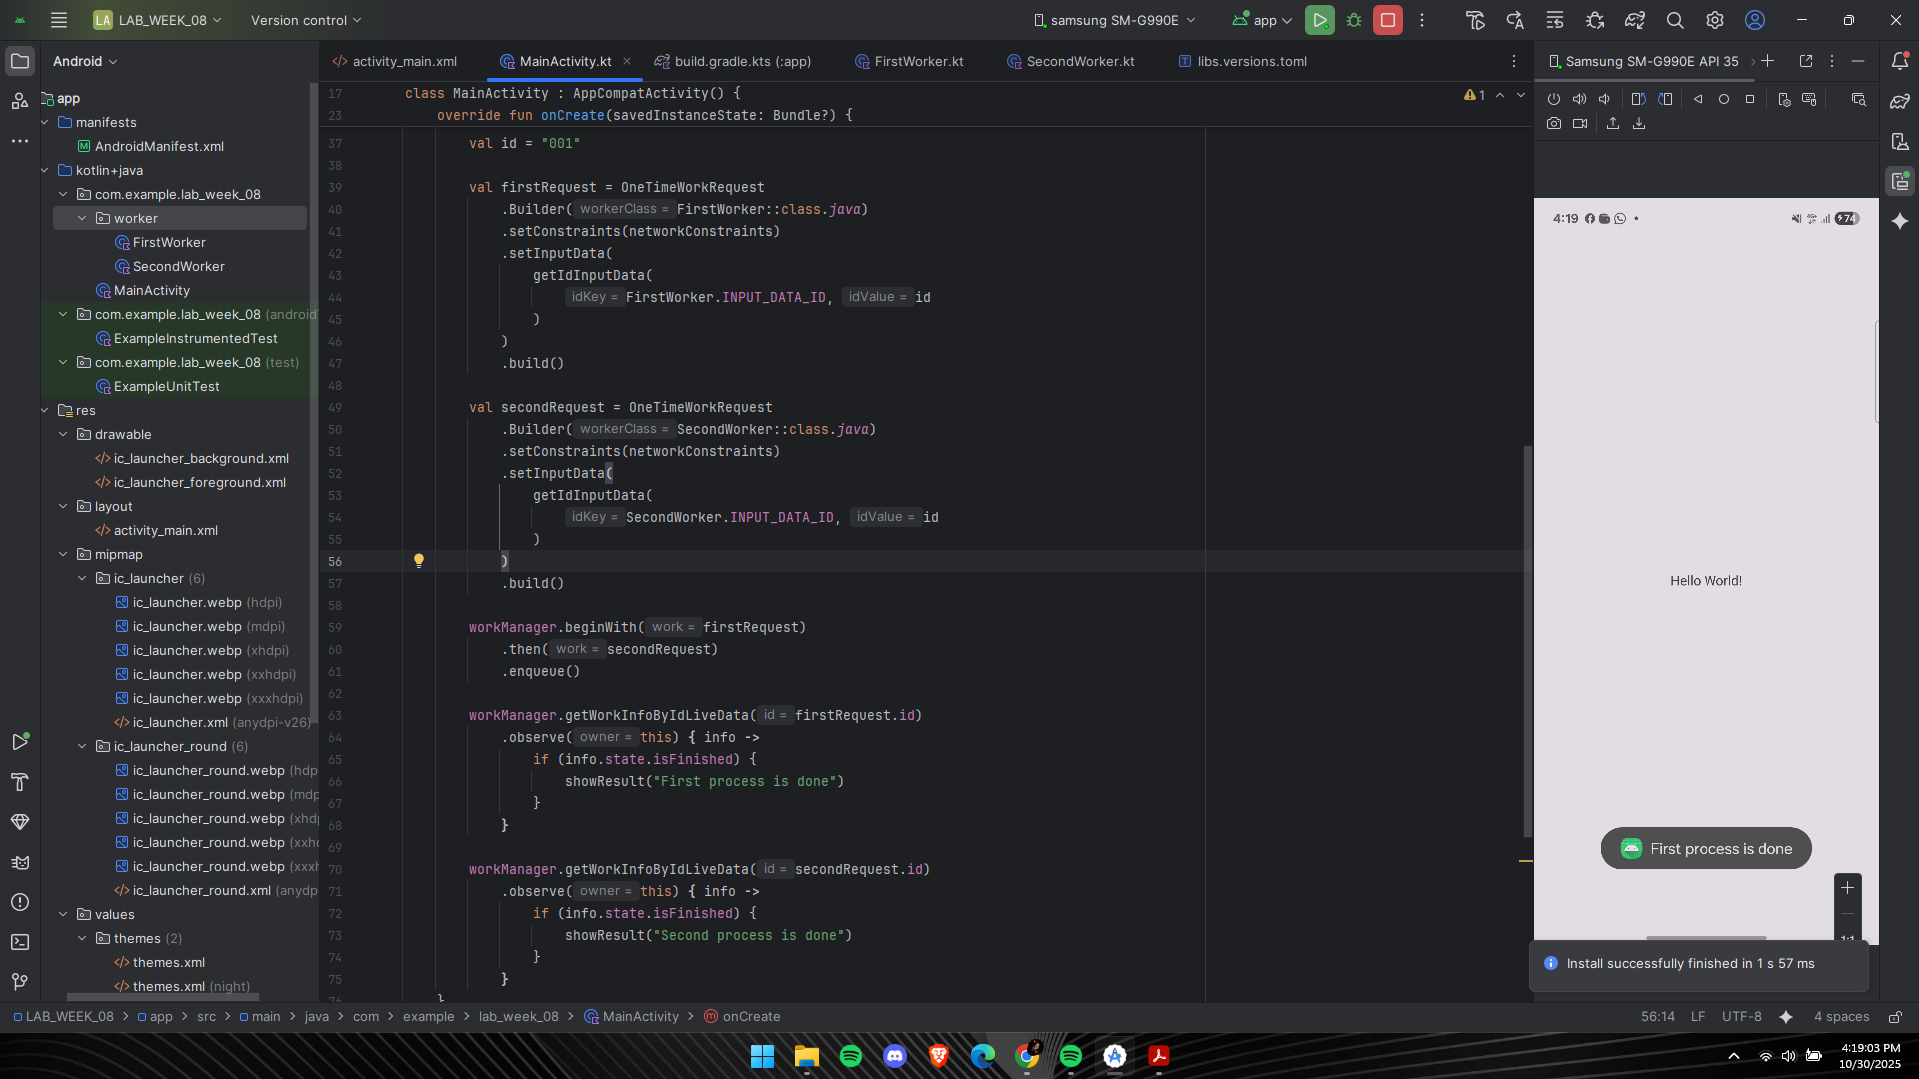 LA LAB_WEEK_08
Version control
samsung SM-G990E
app
Android
activity_main.xml
MainActivity.kt
build.gradle.kts (:app)
FirstWorker.kt
SecondWorker.kt
libs.versions.toml
Samsung SM-G990E API 35
app
manifests
AndroidManifest.xml
kotlin+java
com.example.lab_week_08
worker
FirstWorker
SecondWorker
MainActivity
com.example.lab_week_08 (android
ExampleInstrumentedTest
com.example.lab_week_08 (test)
ExampleUnitTest
res
drawable
ic_launcher_background.xml
ic_launcher_foreground.xml
layout
activity_main.xml
mipmap
ic_launcher (6)
ic_launcher.webp (hdpi)
ic_launcher.webp (mdpi)
ic_launcher.webp (xhdpi)
ic_launcher.webp (xxhdpi)
ic_launcher.webp (xxxhdpi)
ic_launcher.xml (anydpi-v26)
ic_launcher_round (6)
ic_launcher_round.webp (hdp
ic_launcher_round.webp (mdp
ic_launcher_round.webp (xhd
ic_launcher_round.webp (xxh
ic_launcher_round.webp (xxx
ic_launcher_round.xml (anydp
values
themes (2)
themes.xml
themes.xml (night)
17 class MainActivity : AppCompatActivity() {
23 override fun onCreate(savedInstanceState: Bundle?) {
1
37 val id = "001"
38
39 val firstRequest = OneTimeWorkRequest
40 .Builder( workerClass = FirstWorker::class.java)
41 .setConstraints(networkConstraints)
42 .setInputData(
43 getIdInputData(
44 idKey = FirstWorker.INPUT_DATA_ID, idValue = id
45 )
46 )
47 .build()
48
49 val secondRequest = OneTimeWorkRequest
50 .Builder( workerClass = SecondWorker::class.java)
51 .setConstraints(networkConstraints)
52 .setInputData(
53 getIdInputData(
54 idKey = SecondWorker.INPUT_DATA_ID, idValue = id
55 )
56 )
57 .build()
58
59 workManager.beginWith( work = firstRequest)
60 .then( work = secondRequest)
61 .enqueue()
62
63 workManager.getWorkInfoByIdLiveData( id = firstRequest.id)
64 .observe( owner = this) { info ->
65 if (info.state.isFinished) {
66 showResult("First process is done")
67 }
68 }
69
70 workManager.getWorkInfoByIdLiveData( id = secondRequest.id)
71 .observe( owner = this) { info ->
72 if (info.state.isFinished) {
73 showResult("Second process is done")
74 }
75 }
76 }
4:19
74
Hello World!
First process is done
1:1
Install successfully finished in 1 s 57 ms
LAB_WEEK_08 > app > src > main > java > com > example > lab_week_08 > MainActivity > onCreate
56:14 LF UTF-8 4 spaces
4:19:03 PM
10/30/2025